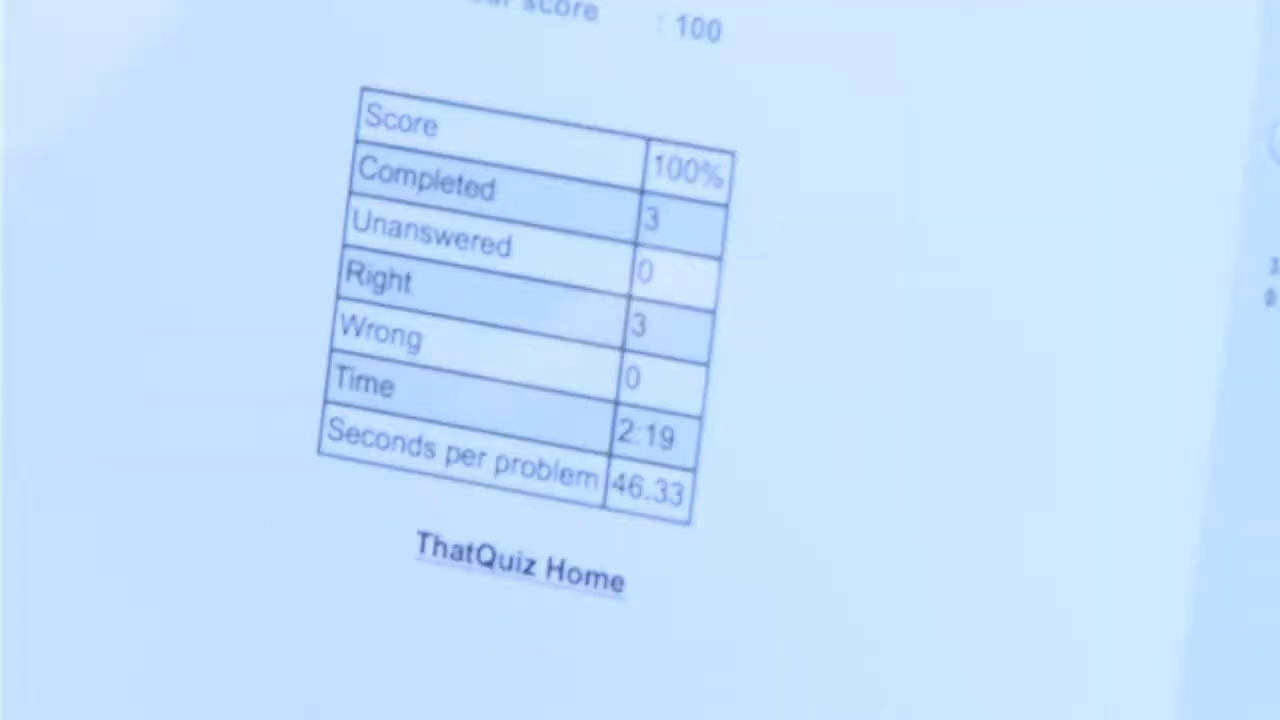 score : 100
Score 100%
Completed 3
Unanswered 0
Right 3
Wrong 0
Time 2:19
Seconds per problem 46.33
ThatQuiz Home